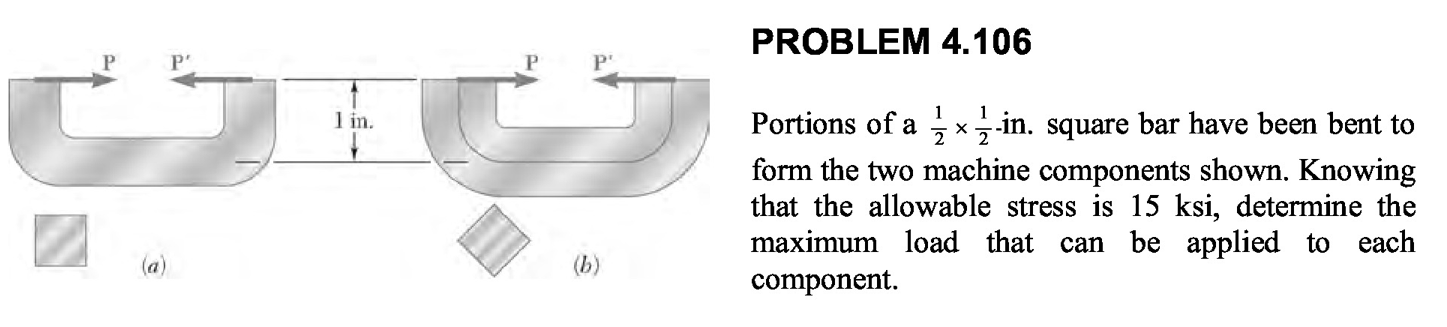 PROBLEM 4.106
P P' P P'
1 in.
Portions of a 1/2 × 1/2-in. square bar have been bent to
form the two machine components shown. Knowing
that the allowable stress is 15 ksi, determine the
maximum load that can be applied to each
component.
(a) (b)